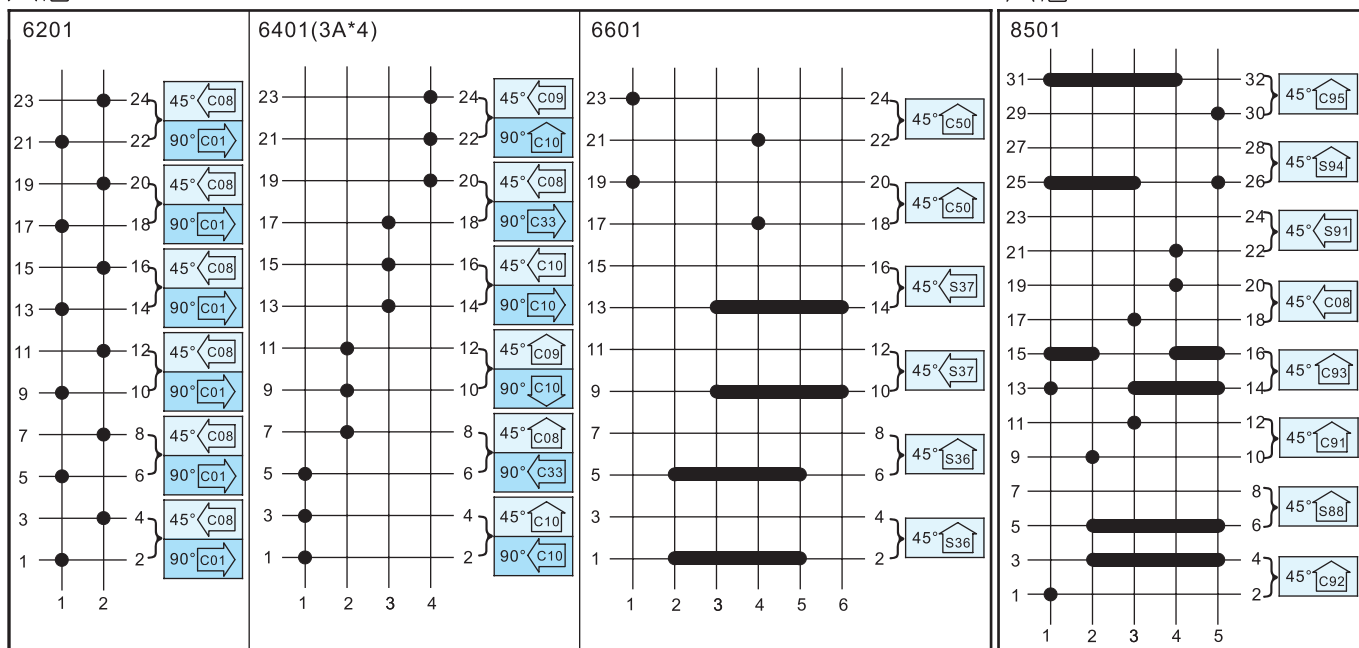 6201
23 24 45° C08
21 22 90° C01
19 20 45° C08
17 18 90° C01
15 16 45° C08
13 14 90° C01
11 12 45° C08
9 10 90° C01
7 8 45° C08
5 6 90° C01
3 4 45° C08
1 2 90° C01
1 2
6401(3A*4)
23 24 45° C09
21 22 90° C10
19 20 45° C08
17 18 90° C33
15 16 45° C10
13 14 90° C10
11 12 45° C09
9 10 90° C10
7 8 45° C08
5 6 90° C33
3 4 45° C10
1 2 90° C10
1 2 3 4
6601
23 24
45° C50
21 22
19 20
45° C50
17 18
15 16
45° S37
13 14
11 12
45° S37
9 10
7 8
45° S36
5 6
3 4
45° S36
1 2
1 2 3 4 5 6
8501
31 32
45° C95
29 30
27 28
45° S94
25 26
23 24
45° S91
21 22
19 20
45° C08
17 18
15 16
45° C93
13 14
11 12
45° C91
9 10
7 8
45° S88
5 6
3 4
45° C92
1 2
1 2 3 4 5